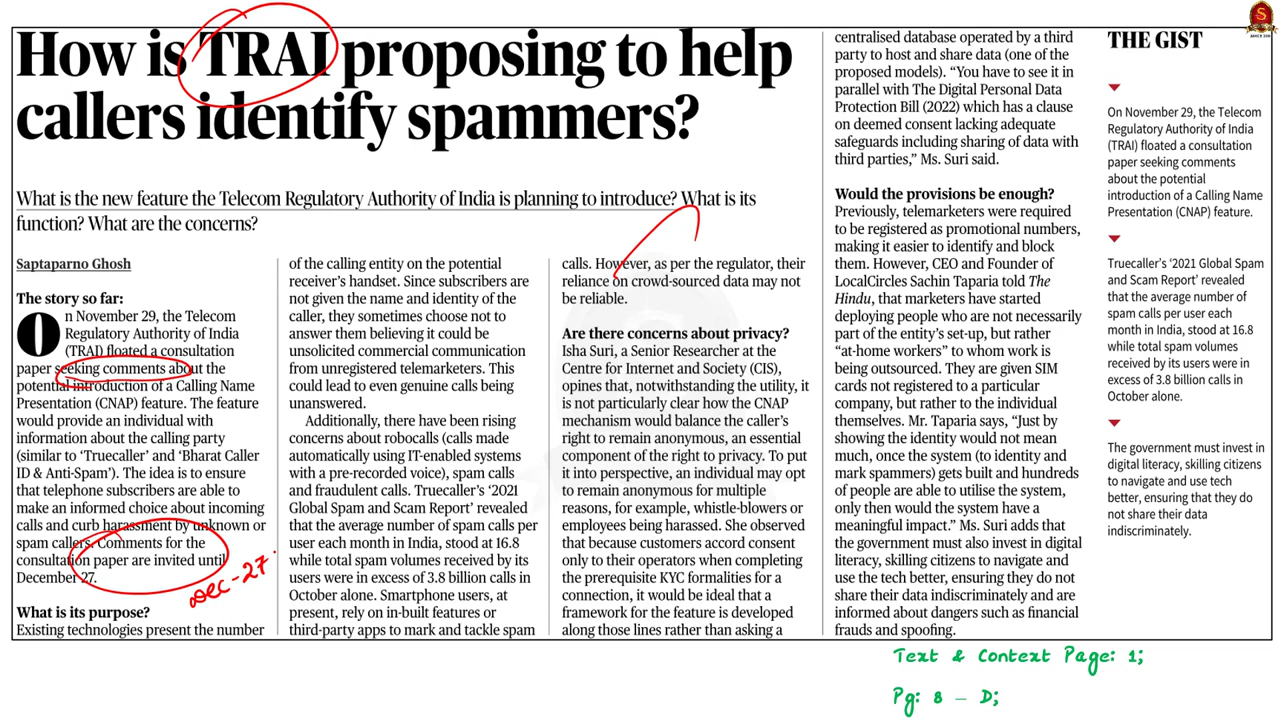 How is TRAI proposing to help
callers identify spammers?
What is the new feature the Telecom Regulatory Authority of India is planning to introduce? What is its
function? What are the concerns?
Saptaparno Ghosh
The story so far:
On November 29, the Telecom
Regulatory Authority of India
(TRAI) floated a consultation
paper seeking comments about the
potential introduction of a Calling Name
Presentation (CNAP) feature. The feature
would provide an individual with
information about the calling party
(similar to ‘Truecaller’ and ‘Bharat Caller
ID & Anti-Spam’). The idea is to ensure
that telephone subscribers are able to
make an informed choice about incoming
calls and curb harassment by unknown or
spam callers. Comments for the
consultation paper are invited until
December 27.
Dec-27.
What is its purpose?
Existing technologies present the number
of the calling entity on the potential
receiver’s handset. Since subscribers are
not given the name and identity of the
caller, they sometimes choose not to
answer them believing it could be
unsolicited commercial communication
from unregistered telemarketers. This
could lead to even genuine calls being
unanswered.
Additionally, there have been rising
concerns about robocalls (calls made
automatically using IT-enabled systems
with a pre-recorded voice), spam calls
and fraudulent calls. Truecaller’s ‘2021
Global Spam and Scam Report’ revealed
that the average number of spam calls per
user each month in India, stood at 16.8
while total spam volumes received by its
users were in excess of 3.8 billion calls in
October alone. Smartphone users, at
present, rely on in-built features or
third-party apps to mark and tackle spam
calls. However, as per the regulator, their
reliance on crowd-sourced data may not
be reliable.
Are there concerns about privacy?
Isha Suri, a Senior Researcher at the
Centre for Internet and Society (CIS),
opines that, notwithstanding the utility, it
is not particularly clear how the CNAP
mechanism would balance the caller’s
right to remain anonymous, an essential
component of the right to privacy. To put
it into perspective, an individual may opt
to remain anonymous for multiple
reasons, for example, whistle-blowers or
employees being harassed. She observed
that because customers accord consent
only to their operators when completing
the prerequisite KYC formalities for a
connection, it would be ideal that a
framework for the feature is developed
along those lines rather than asking a
centralised database operated by a third
party to host and share data (one of the
proposed models). “You have to see it in
parallel with The Digital Personal Data
Protection Bill (2022) which has a clause
on deemed consent lacking adequate
safeguards including sharing of data with
third parties,” Ms. Suri said.
Would the provisions be enough?
Previously, telemarketers were required
to be registered as promotional numbers,
making it easier to identify and block
them. However, CEO and Founder of
LocalCircles Sachin Taparia told The
Hindu, that marketers have started
deploying people who are not necessarily
part of the entity’s set-up, but rather
“at-home workers” to whom work is
being outsourced. They are given SIM
cards not registered to a particular
company, but rather to the individual
themselves. Mr. Taparia says, “Just by
showing the identity would not mean
much, once the system (to identify and
mark spammers) gets built and hundreds
of people are able to utilise the system,
only then would the system have a
meaningful impact.” Ms. Suri adds that
the government must also invest in digital
literacy, skilling citizens to navigate and
use the tech better, ensuring they do not
share their data indiscriminately and are
informed about dangers such as financial
frauds and spoofing.
THE GIST
On November 29, the Telecom
Regulatory Authority of India
(TRAI) floated a consultation
paper seeking comments
about the potential
introduction of a Calling Name
Presentation (CNAP) feature.
Truecaller’s ‘2021 Global Spam
and Scam Report’ revealed
that the average number of
spam calls per user each
month in India, stood at 16.8
while total spam volumes
received by its users were in
excess of 3.8 billion calls in
October alone.
The government must invest in
digital literacy, skilling citizens
to navigate and use tech
better, ensuring that they do
not share their data
indiscriminately.
Text & Context Page: 1;
Pg: 8 – D;